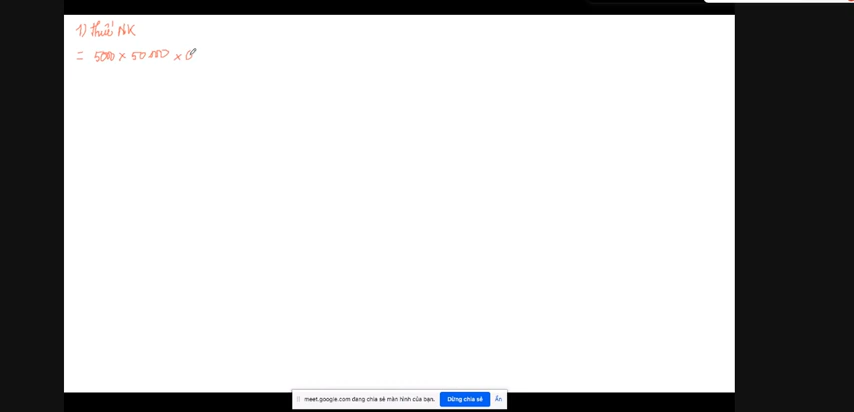 1) Thuế NK
= 5000 x 50 000 x 0
meet.google.com đang chia sẻ màn hình của bạn. Dừng chia sẻ Ẩn